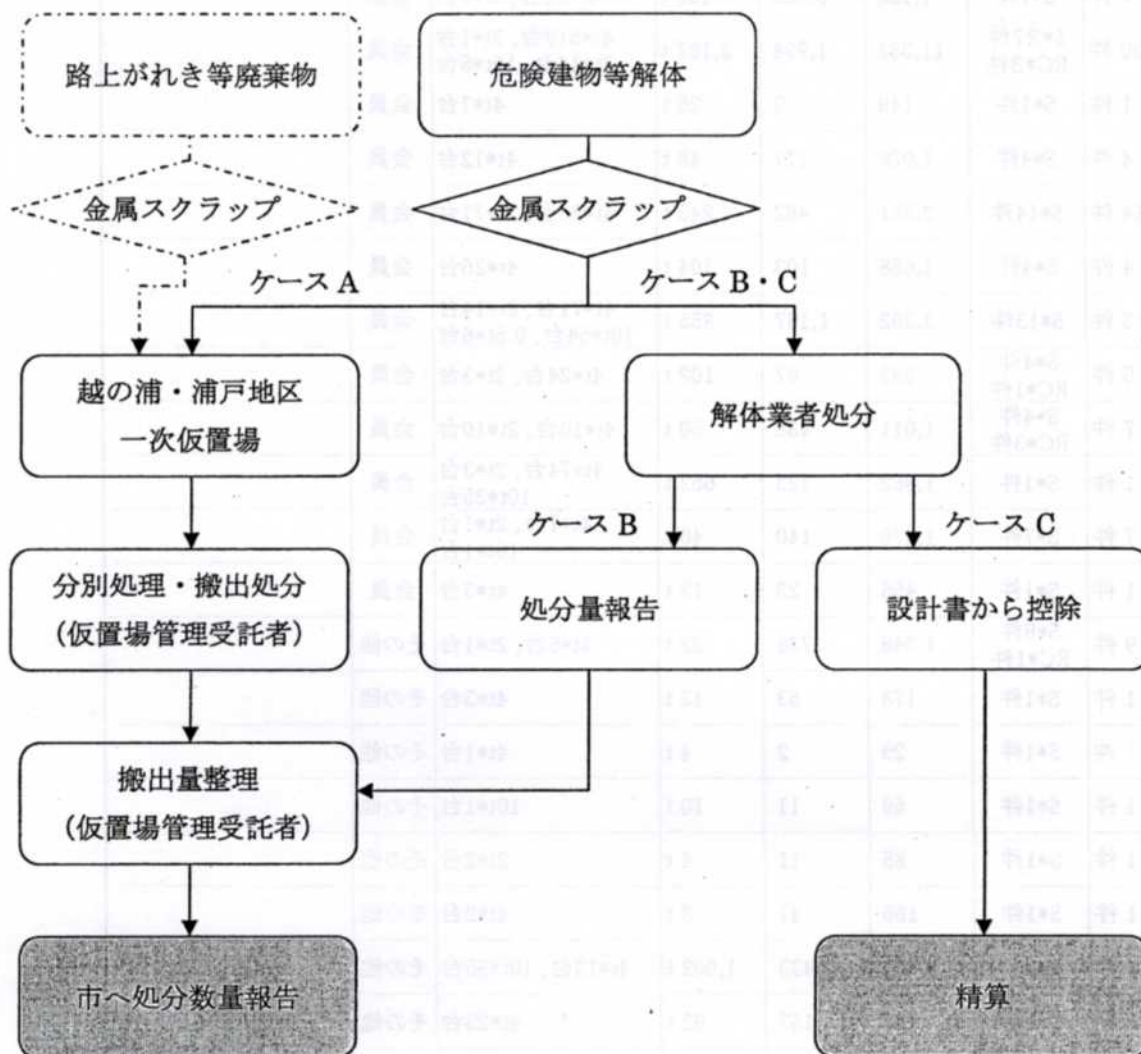 路上がれき等廃棄物
危険建物等解体
金属スクラップ
金属スクラップ
ケース A
ケース B・C
越の浦・浦戸地区
一次仮置場
解体業者処分
ケース B
ケース C
分別処理・搬出処分
(仮置場管理受託者)
処分量報告
設計書から控除
搬出量整理
(仮置場管理受託者)
市へ処分数量報告
精算